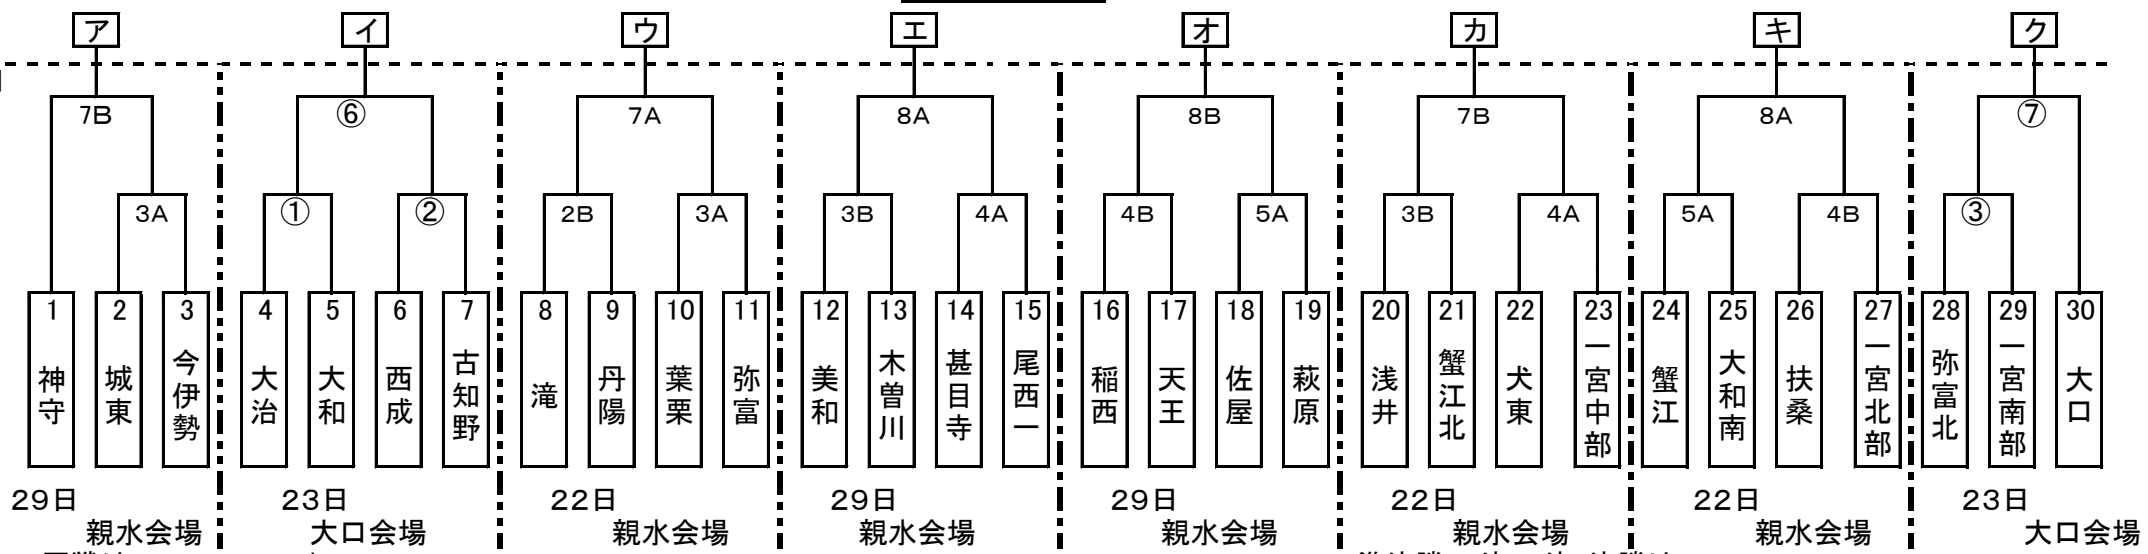 ア イ ウ エ オ カ キ ク
7B ⑥ 7A 8A 8B 7B 8A ⑦
3A ① ② 2B 3A 3B 4A 4B 5A 3B 4A 5A 4B ③
1 2 3 4 5 6 7 8 9 10 11 12 13 14 15 16 17 18 19 20 21 22 23 24 25 26 27 28 29 30
神守
城東
今伊勢
大治
大和
西成
古知野
滝
丹陽
葉栗
弥富
美和
木曽川
甚目寺
尾西一
稲西
天王
佐屋
萩原
浅井
蟹江北
犬東
一宮中部
蟹江
大和南
扶桑
一宮北部
弥富北
一宮南部
大口
29日 23日 22日 29日 29日 22日 22日 23日
親水会場 大口会場 親水会場 親水会場 親水会場 親水会場 親水会場 大口会場